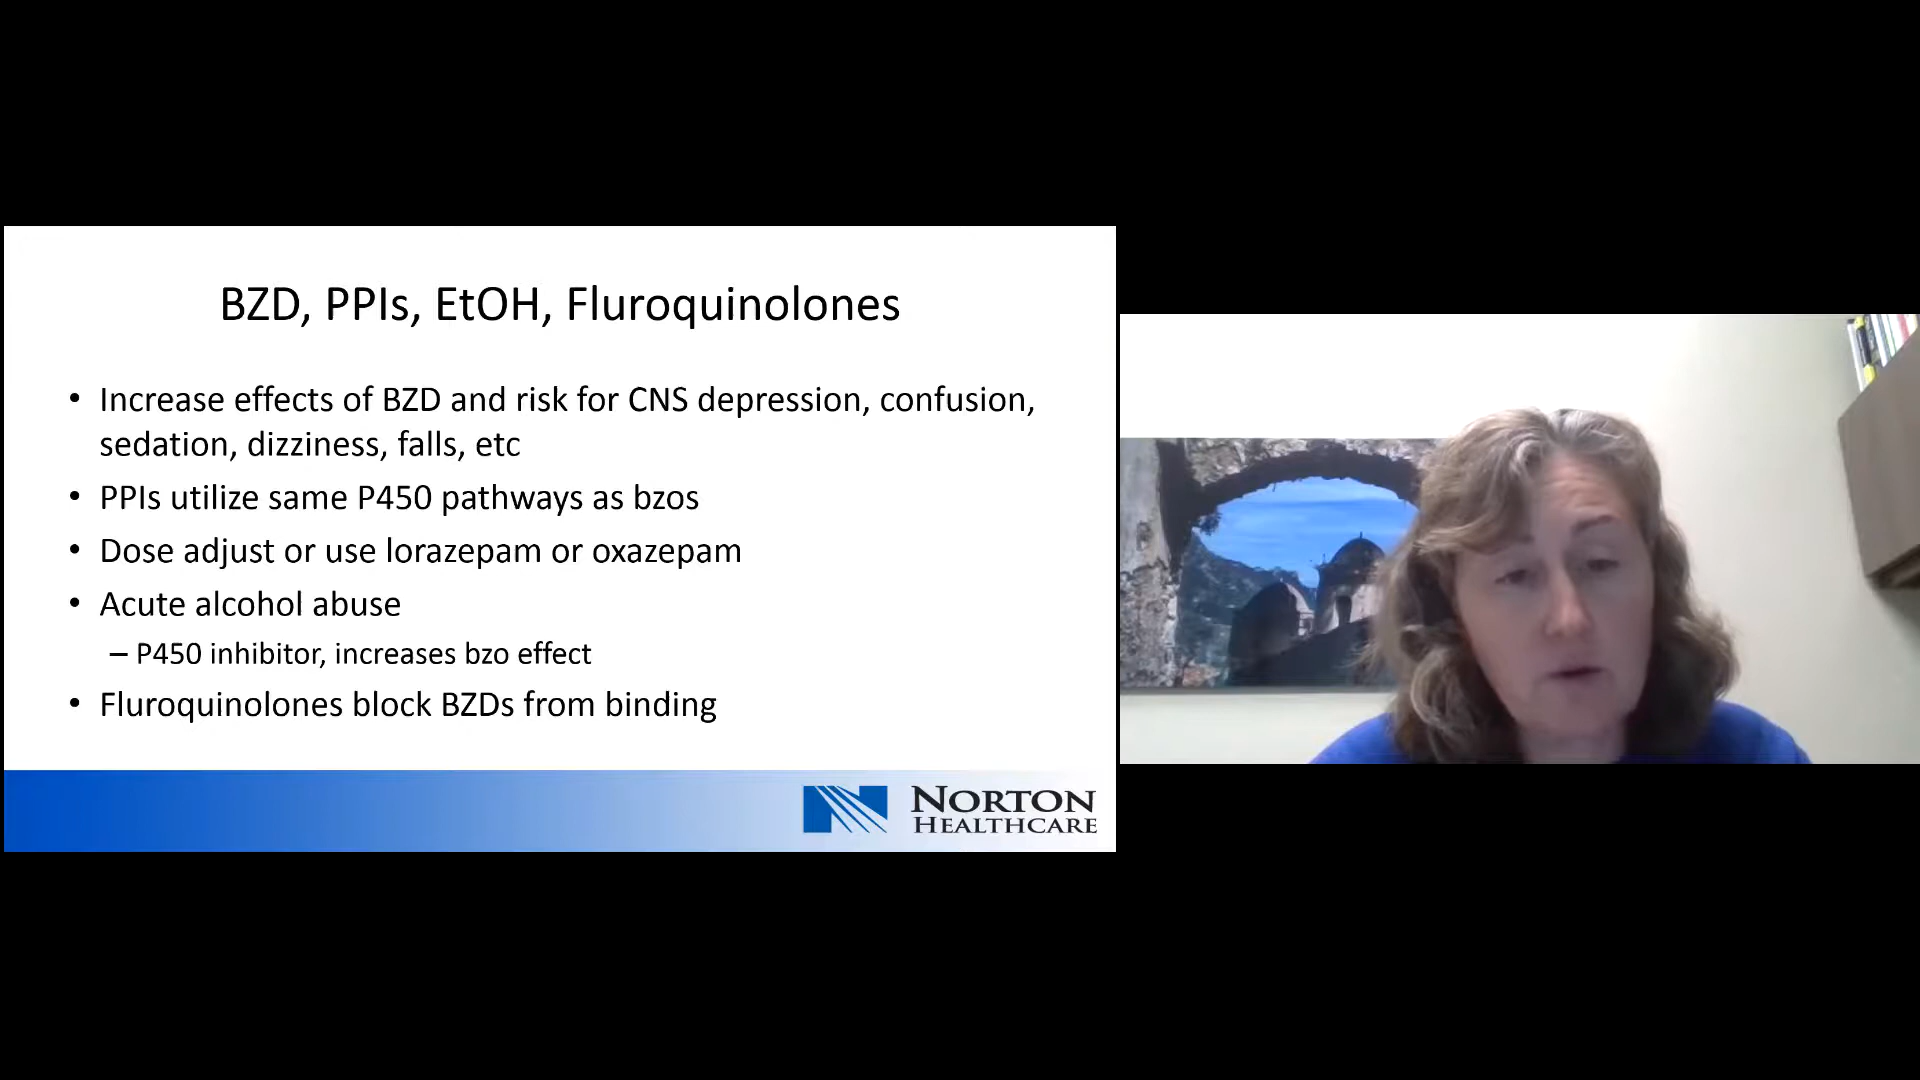 BZD, PPIs, EtOH, Fluroquinolones
• Increase effects of BZD and risk for CNS depression, confusion,
sedation, dizziness, falls, etc
• PPIs utilize same P450 pathways as bzos
• Dose adjust or use lorazepam or oxazepam
• Acute alcohol abuse
– P450 inhibitor, increases bzo effect
• Fluroquinolones block BZDs from binding
NORTON
HEALTHCARE